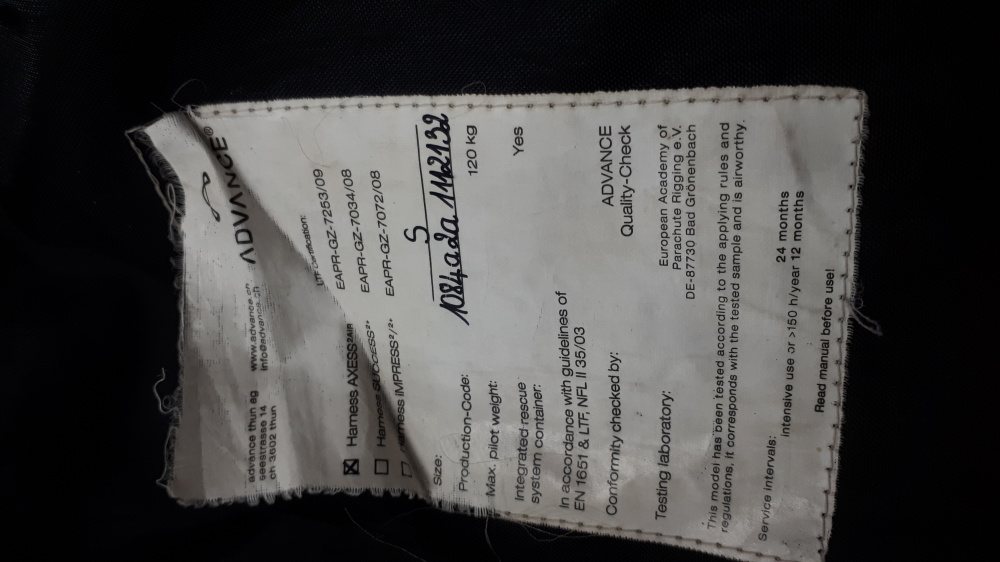 ADVANCE®
advance thun ag www.advance.ch
seestrasse 14 info@advance.ch
ch 3602 thun
LTF certification:
☒ Harness AXESS²AIR EAPR-GZ-7253/09
☐ Harness SUCCESS²⁺ EAPR-GZ-7034/08
☐ Harness IMPRESS²/²⁺ EAPR-GZ-7072/08
Size: S
Production-Code: 1084ada1142132
Max. pilot weight: 120 kg
Integrated rescue
system container: Yes
In accordance with guidelines of
EN 1651 & LTF, NFL II 35/03
Conformity checked by: ADVANCE
Quality-Check
Testing laboratory: European Academy of
Parachute Rigging e.V.
DE-87730 Bad Grönenbach
This model has been tested according to the applying rules and
regulations, it corresponds with the tested sample and is airworthy.
Service intervals: 24 months
intensive use or >150 h/year 12 months
Read manual before use!